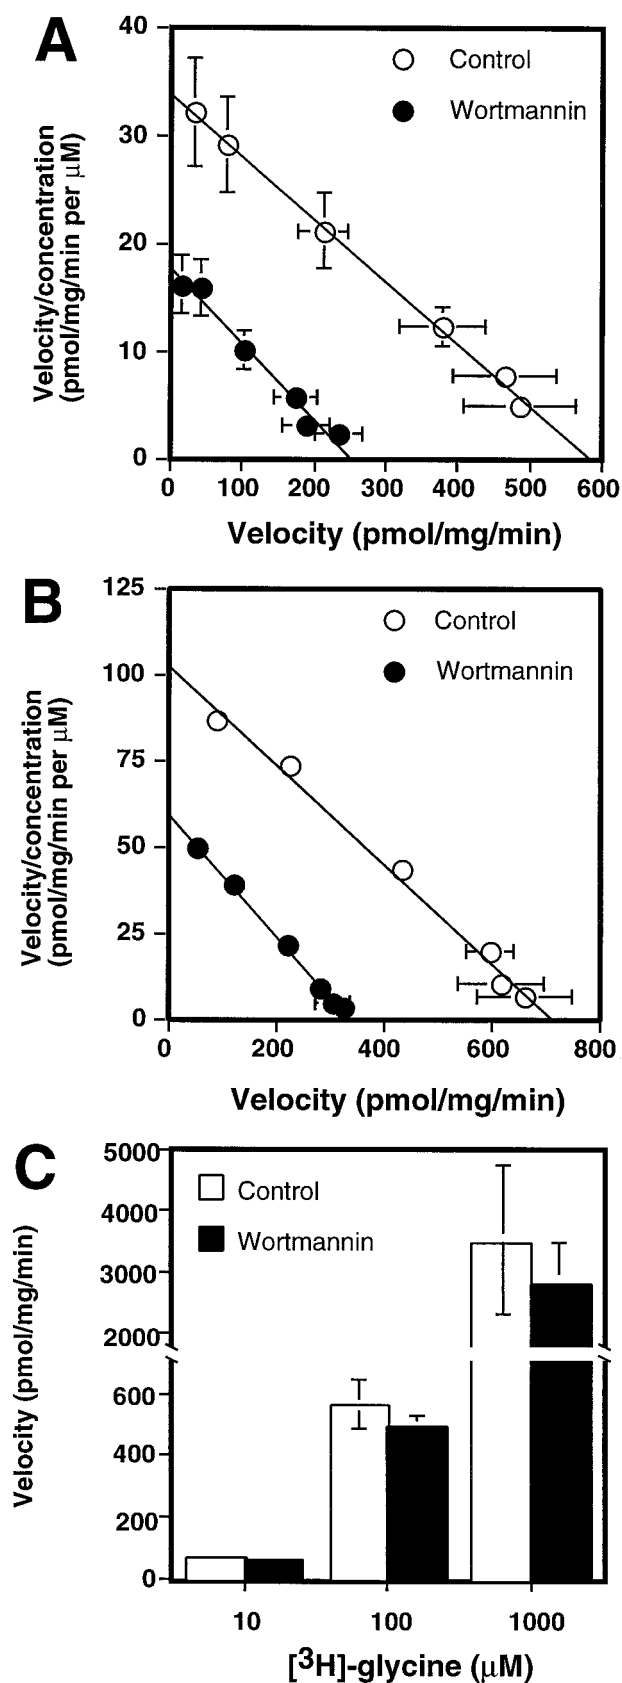 A
Velocity/concentration
(pmol/mg/min per μM)
40
30
20
10
0
Control
Wortmannin
0 100 200 300 400 500 600
Velocity (pmol/mg/min)
B
Velocity/concentration
(pmol/mg/min per μM)
125
100
75
50
25
0
Control
Wortmannin
0 200 400 600 800
Velocity (pmol/mg/min)
C
Velocity (pmol/mg/min)
5000
4000
3000
2000
600
400
200
0
Control
Wortmannin
10 100 1000
[³H]-glycine (μM)